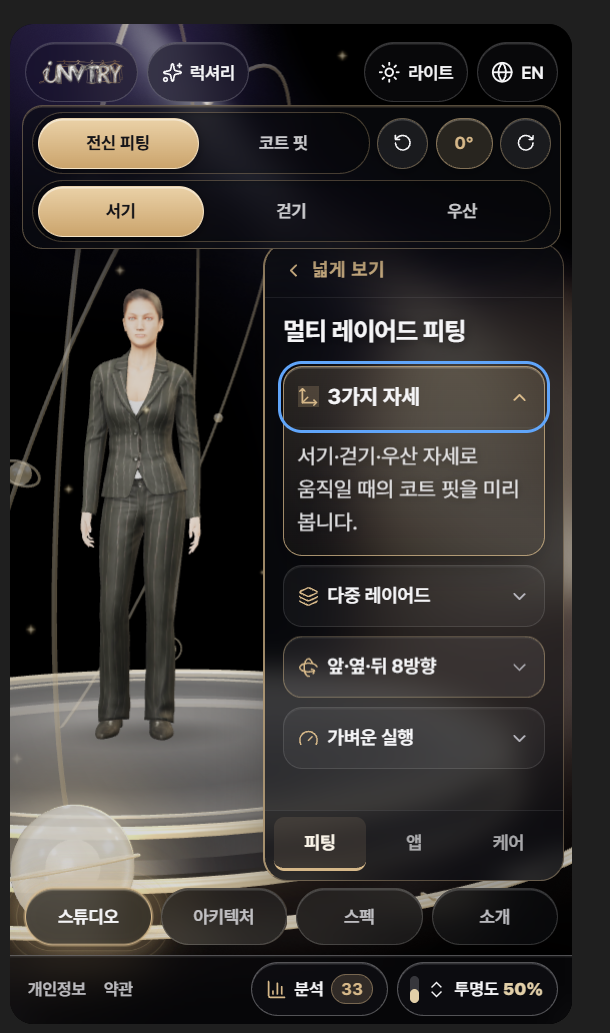 iNVTRY
럭셔리
라이트
EN
전신 피팅
코트 핏
0°
서기
걷기
우산
넓게 보기
멀티 레이어드 피팅
3가지 자세
서기·걷기·우산 자세로
움직일 때의 코트 핏을 미리
봅니다.
다중 레이어드
앞·옆·뒤 8방향
가벼운 실행
피팅
앱
케어
스튜디오
아키텍처
스펙
소개
개인정보
약관
분석
33
투명도 50%